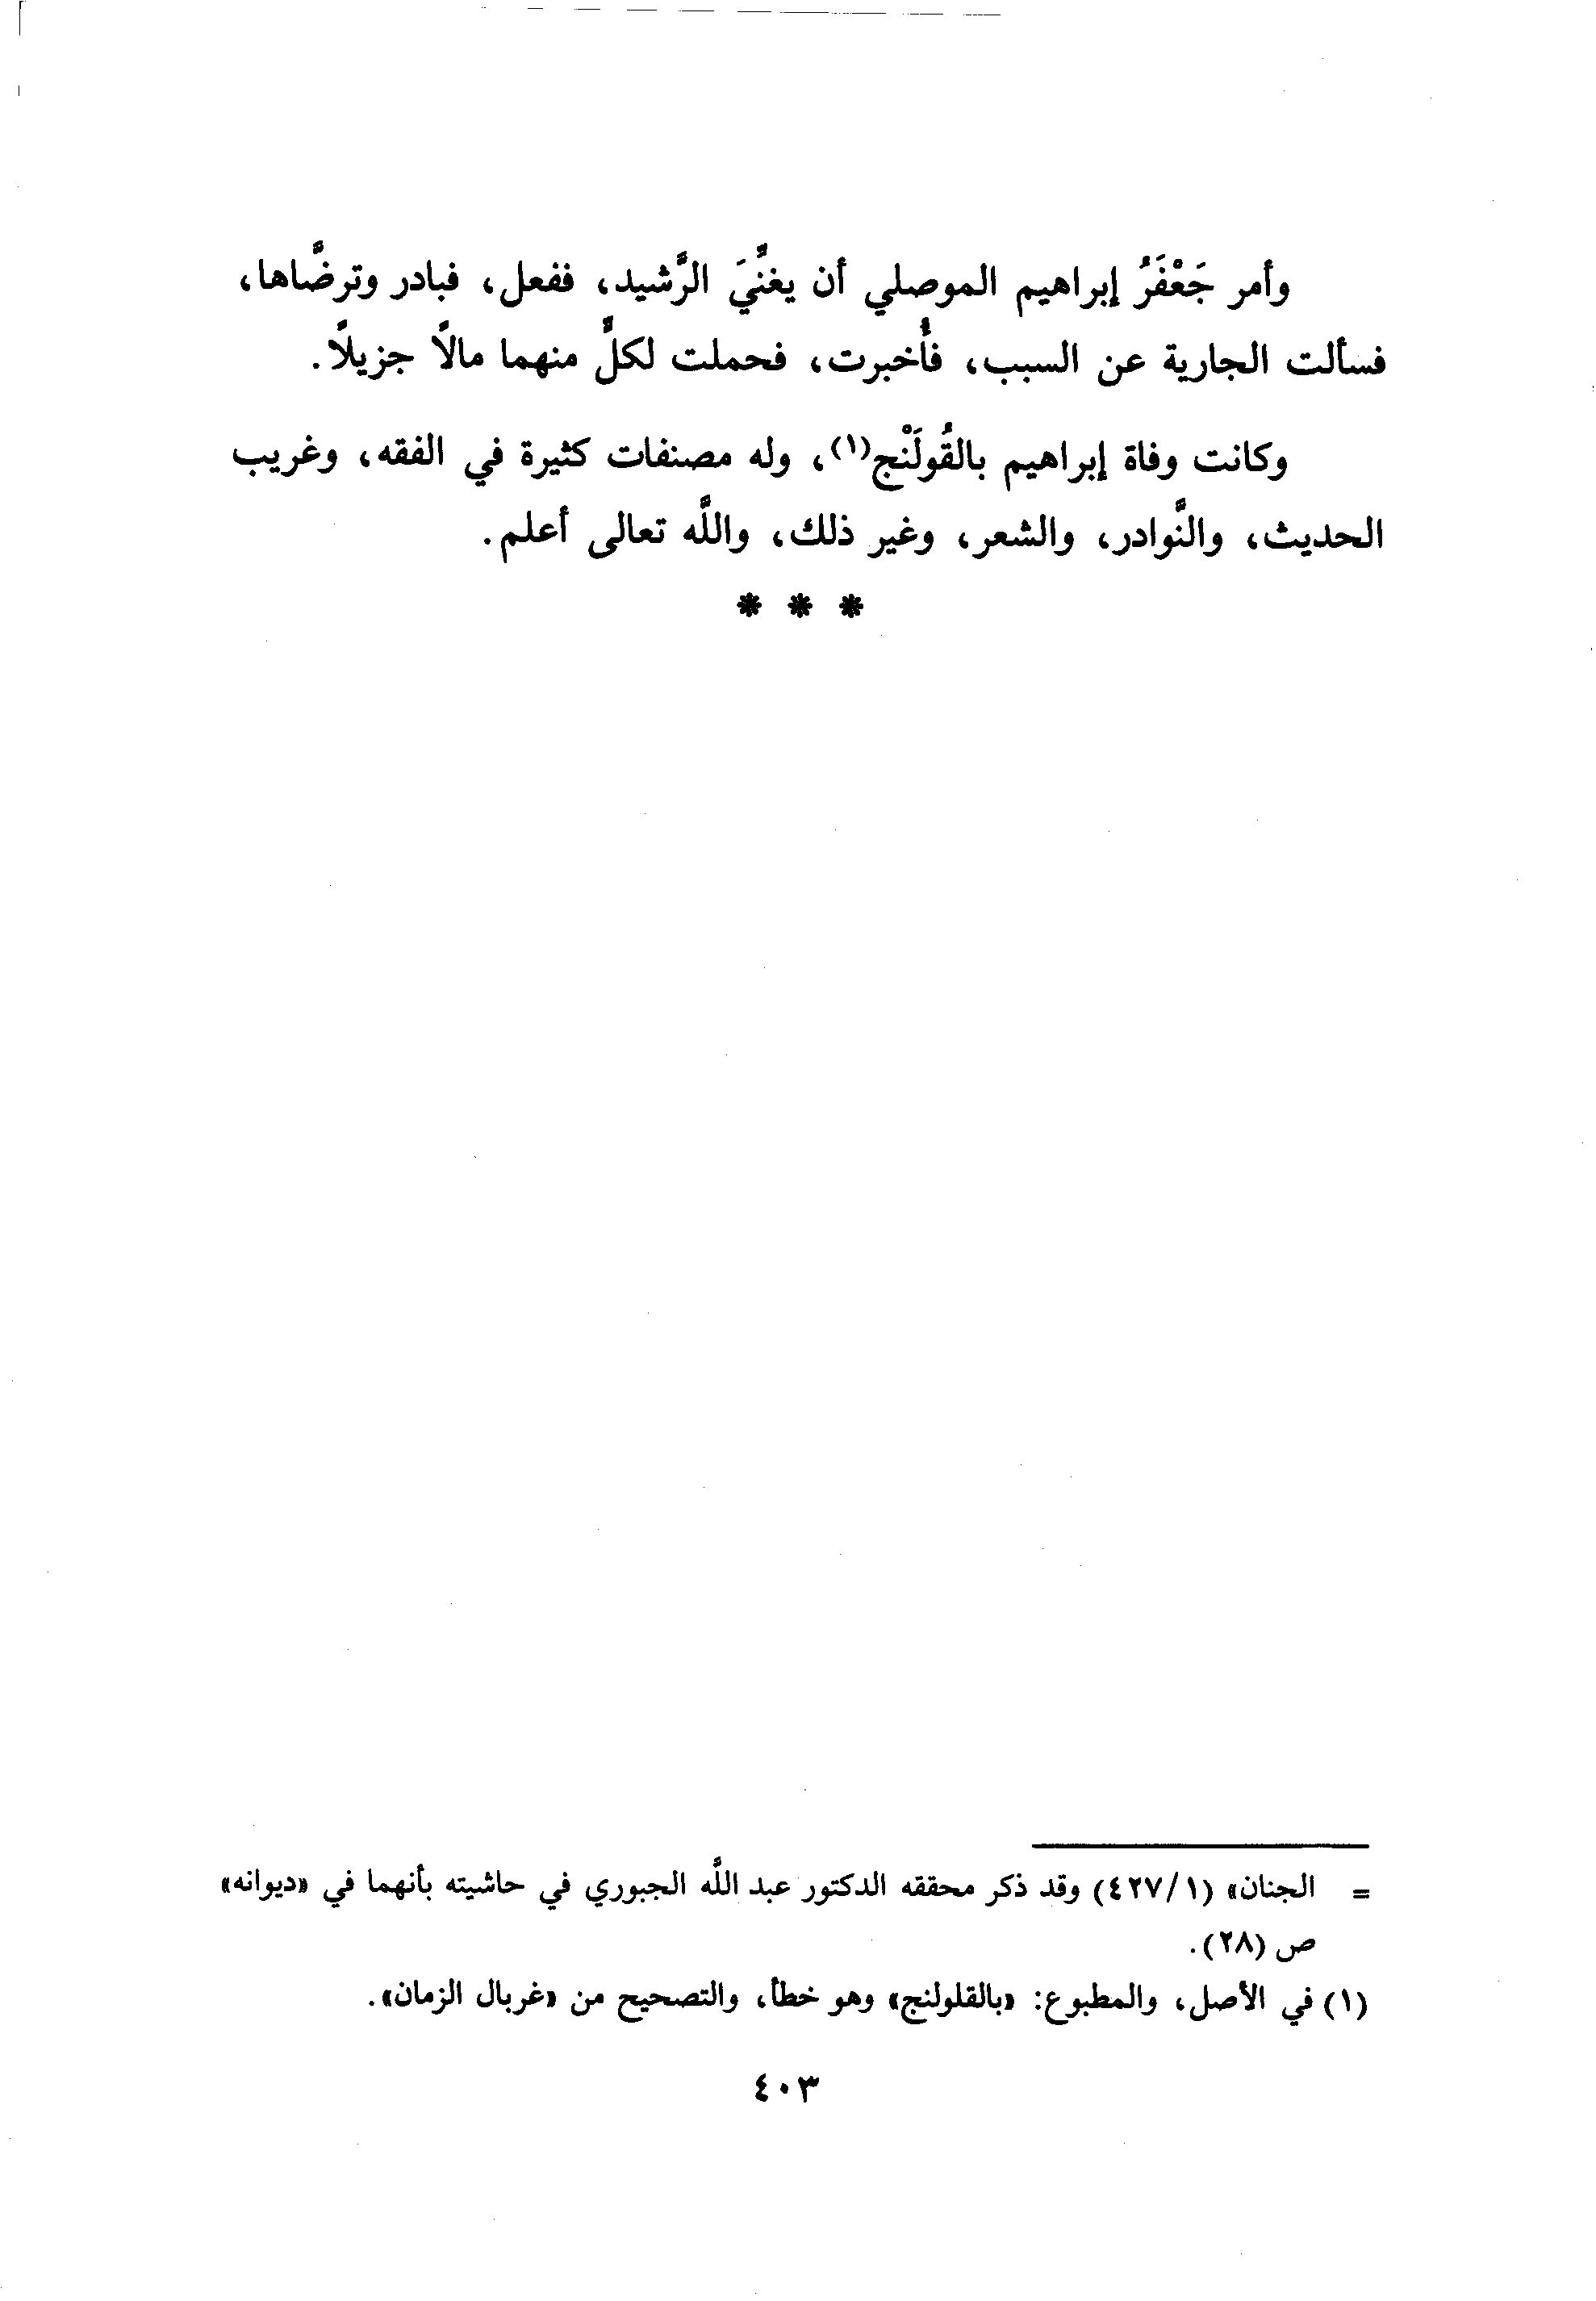 وأمر جَعْفَرُ إبراهيم الموصلي أن يغنِّيَ الرَّشيد، ففعل، فبادر وترضَّاها،
فسألت الجارية عن السبب، فأُخبرت، فحملت لكلٍّ منهما مالاً جزيلاً.
وكانت وفاة إبراهيم بالقُولَنْج(١)، وله مصنفات كثيرة في الفقه، وغريب
الحديث، والنَّوادر، والشعر، وغير ذلك، واللَّه تعالى أعلم.
* * *
= الجنان» (١/ ٤٢٧) وقد ذكر محققه الدكتور عبد اللَّه الجبوري في حاشيته بأنهما في «ديوانه»
ص (٢٨).
(١) في الأصل، والمطبوع: «بالقلولنج» وهو خطأ، والتصحيح من «غربال الزمان».
٤٠٣